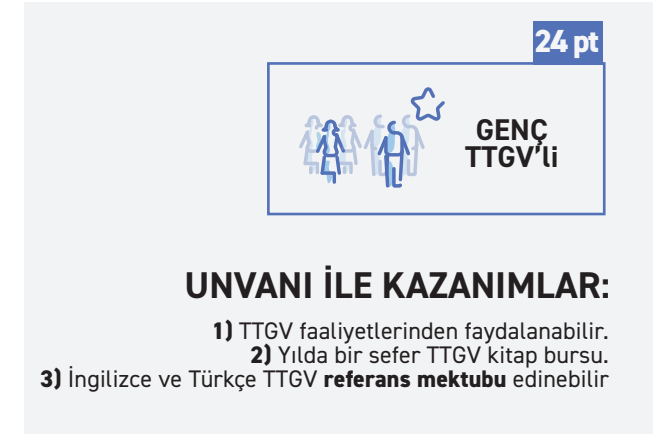 24 pt
GENÇ
TTGV'li
UNVANI İLE KAZANIMLAR:
1) TTGV faaliyetlerinden faydalanabilir.
2) Yılda bir sefer TTGV kitap bursu.
3) İngilizce ve Türkçe TTGV referans mektubu edinebilir